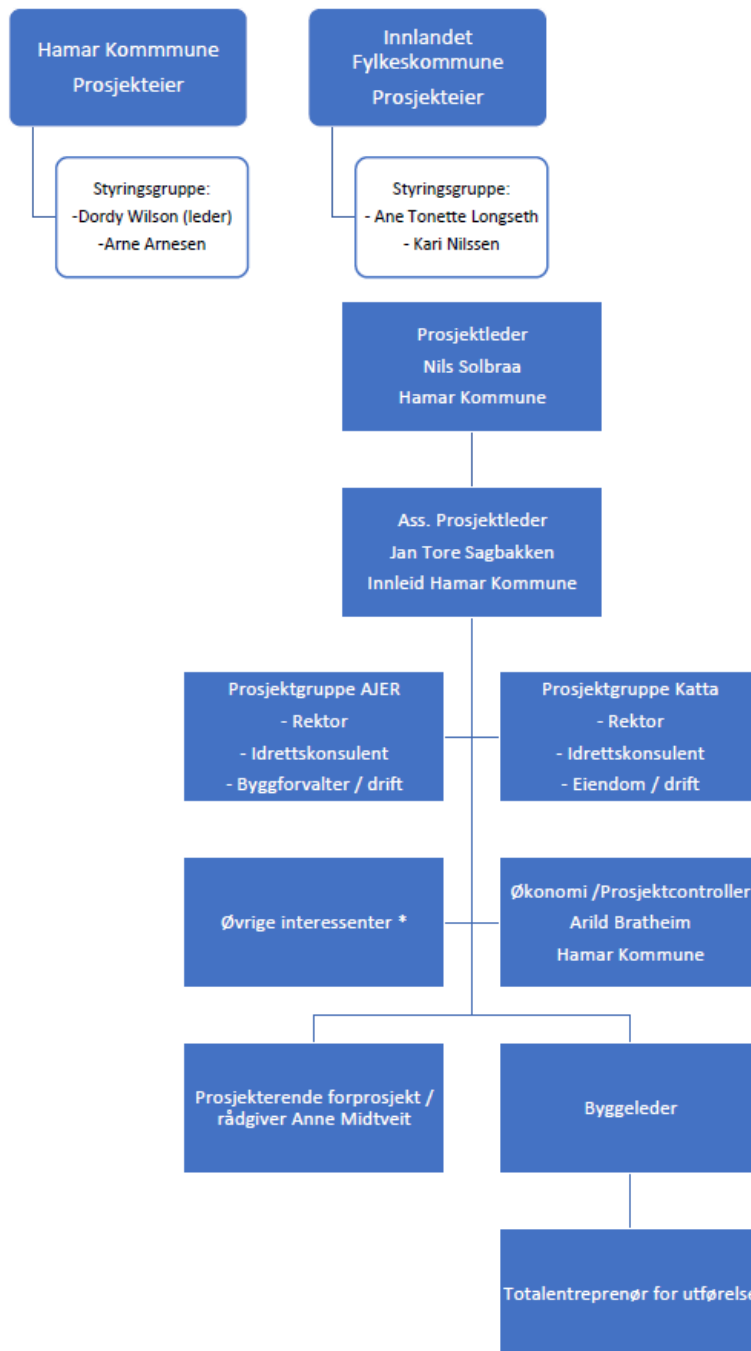 Hamar Kommmune
Prosjekteier
Innlandet
Fylkeskommune
Prosjekteier
Styringsgruppe:
-Dordy Wilson (leder)
-Arne Arnesen
Styringsgruppe:
- Ane Tonette Longseth
- Kari Nilssen
Prosjektleder
Nils Solbraa
Hamar Kommune
Ass. Prosjektleder
Jan Tore Sagbakken
Innleid Hamar Kommune
Prosjektgruppe AJER
- Rektor
- Idrettskonsulent
- Byggforvalter / drift
Prosjektgruppe Katta
- Rektor
- Idrettskonsulent
- Eiendom / drift
Øvrige interessenter *
Økonomi /Prosjektcontroller
Arild Bratheim
Hamar Kommune
Prosjekterende forprosjekt /
rådgiver Anne Midtveit
Byggeleder
Totalentreprenør for utførelse